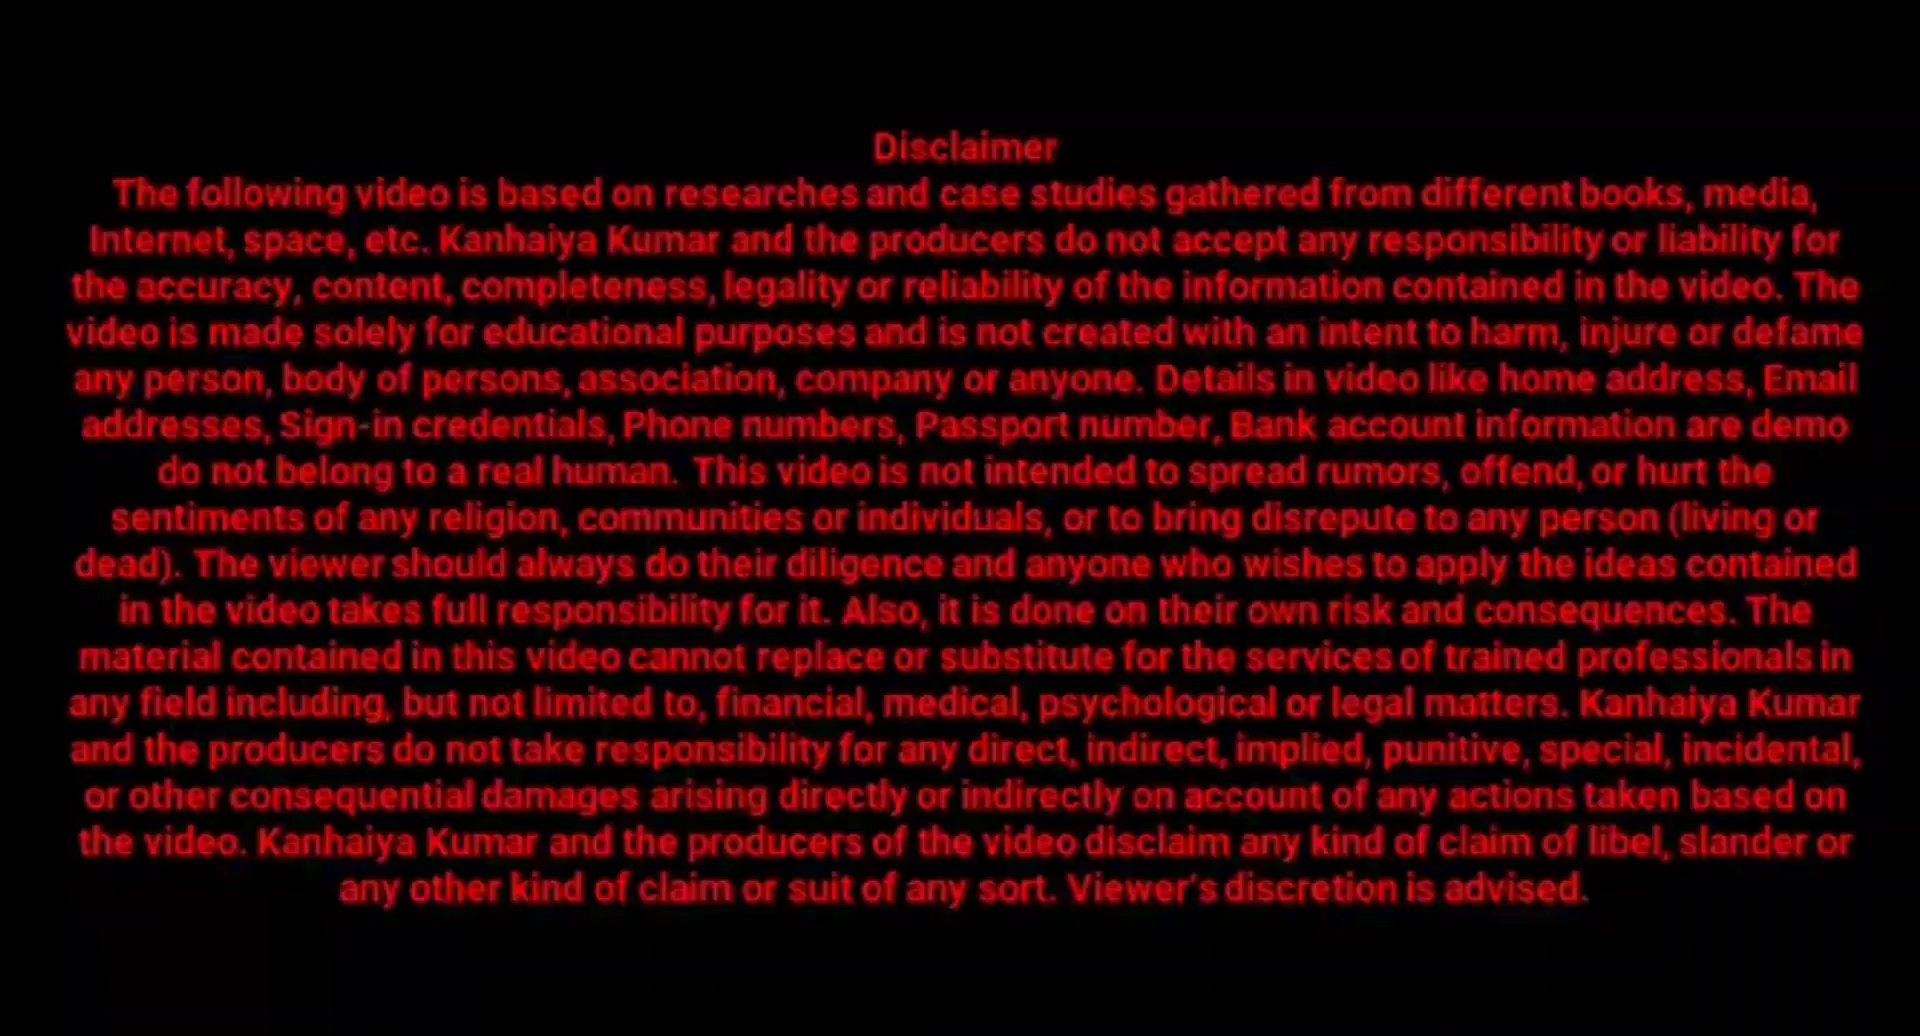 Disclaimer
The following video is based on researches and case studies gathered from different books, media,
Internet, space, etc. Kanhaiya Kumar and the producers do not accept any responsibility or liability for
the accuracy, content, completeness, legality or reliability of the information contained in the video. The
video is made solely for educational purposes and is not created with an intent to harm, injure or defame
any person, body of persons, association, company or anyone. Details in video like home address, Email
addresses, Sign-in credentials, Phone numbers, Passport number, Bank account information are demo
do not belong to a real human. This video is not intended to spread rumors, offend, or hurt the
sentiments of any religion, communities or individuals, or to bring disrepute to any person (living or
dead). The viewer should always do their diligence and anyone who wishes to apply the ideas contained
in the video takes full responsibility for it. Also, it is done on their own risk and consequences. The
material contained in this video cannot replace or substitute for the services of trained professionals in
any field including, but not limited to, financial, medical, psychological or legal matters. Kanhaiya Kumar
and the producers do not take responsibility for any direct, indirect, implied, punitive, special, incidental,
or other consequential damages arising directly or indirectly on account of any actions taken based on
the video. Kanhaiya Kumar and the producers of the video disclaim any kind of claim of libel, slander or
any other kind of claim or suit of any sort. Viewer's discretion is advised.